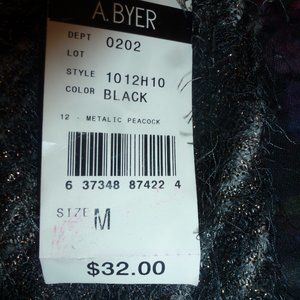 A.BYER
DEPT 0202
LOT
STYLE 1012H10
COLOR BLACK
12 - METALIC PEACOCK
6 37348 87422 4
SIZE M
$32.00